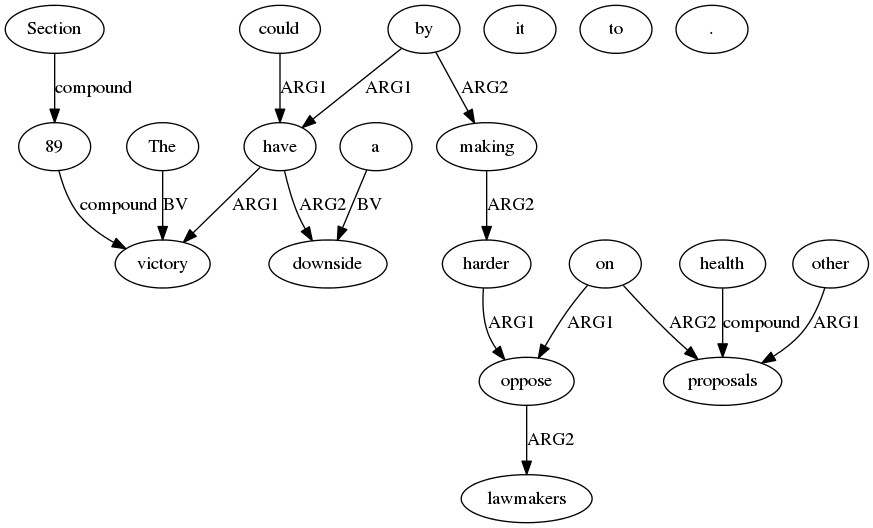 Section could by it to .
compound ARG1 ARG1 ARG2
89 The have a making
compound BV ARG1 ARG2 BV ARG2
victory downside harder on health other
ARG1 ARG1 ARG2 compound ARG1
oppose proposals
ARG2
lawmakers